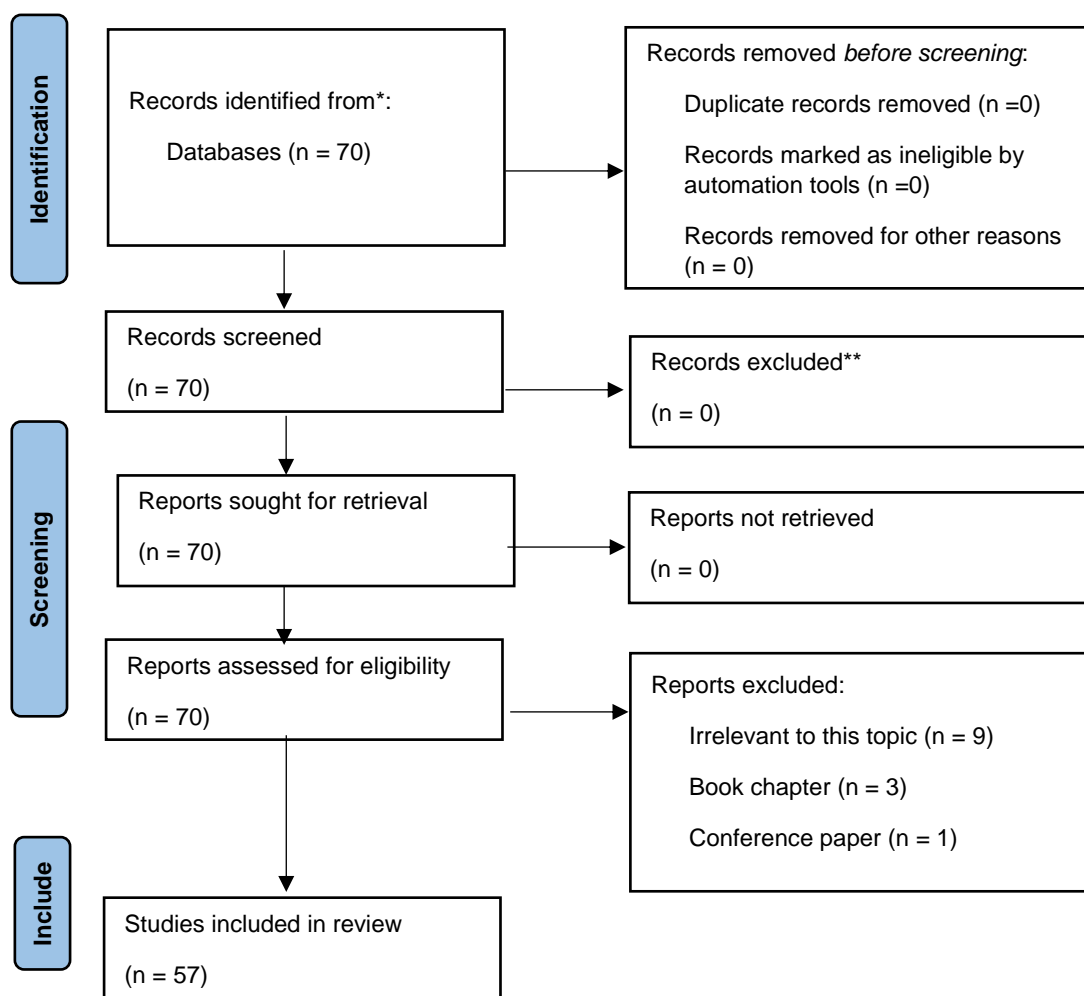 Identification
Records identified from*:
Databases (n = 70)
Records removed before screening:
Duplicate records removed (n =0)
Records marked as ineligible by
automation tools (n =0)
Records removed for other reasons
(n = 0)
Screening
Records screened
(n = 70)
Records excluded**
(n = 0)
Reports sought for retrieval
(n = 70)
Reports not retrieved
(n = 0)
Reports assessed for eligibility
(n = 70)
Reports excluded:
Irrelevant to this topic (n = 9)
Book chapter (n = 3)
Conference paper (n = 1)
Include
Studies included in review
(n = 57)